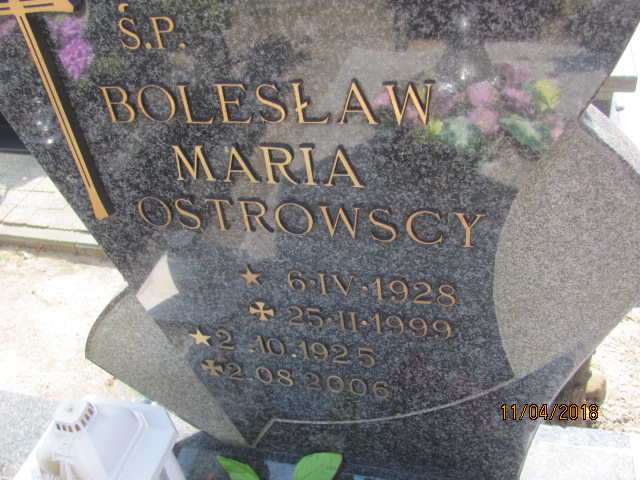 Ś.P.
BOLESŁAW
MARIA
OSTROWSCY
6·IV·1928
25·II·1999
2.10.1925
2.08.2006
11/04/2018